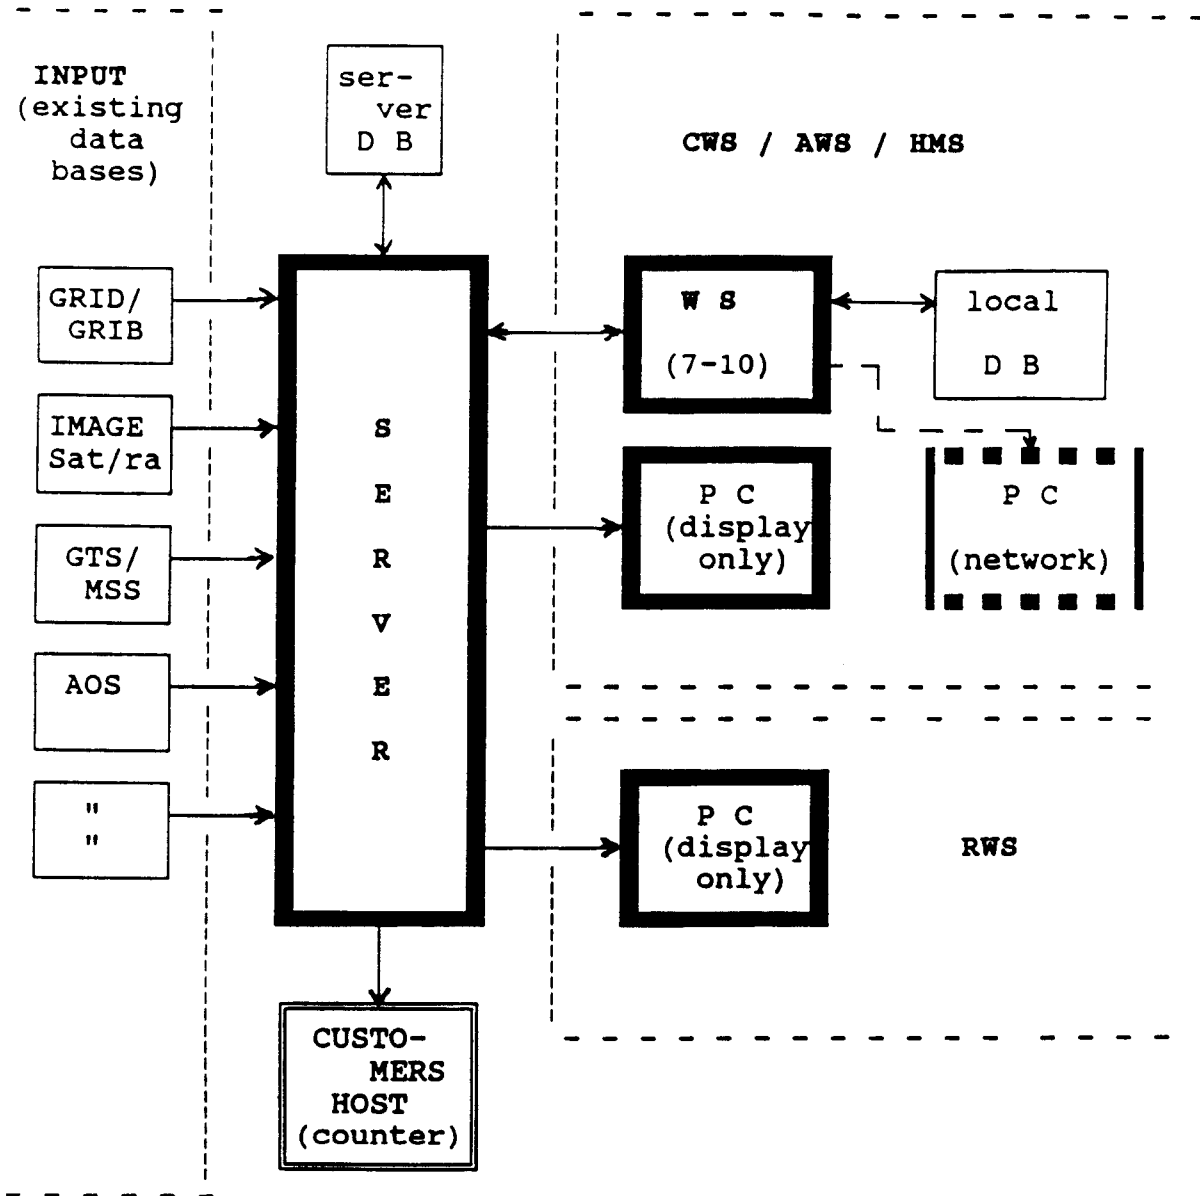 INPUT
(existing
data
bases)
ser-
ver
D B
CWS / AWS / HMS
GRID/
GRIB
IMAGE
Sat/ra
GTS/
MSS
AOS
"
"
S
E
R
V
E
R
W S
(7-10)
local
D B
P C
(display
only)
P C
(network)
P C
(display
only)
RWS
CUSTO-
MERS
HOST
(counter)